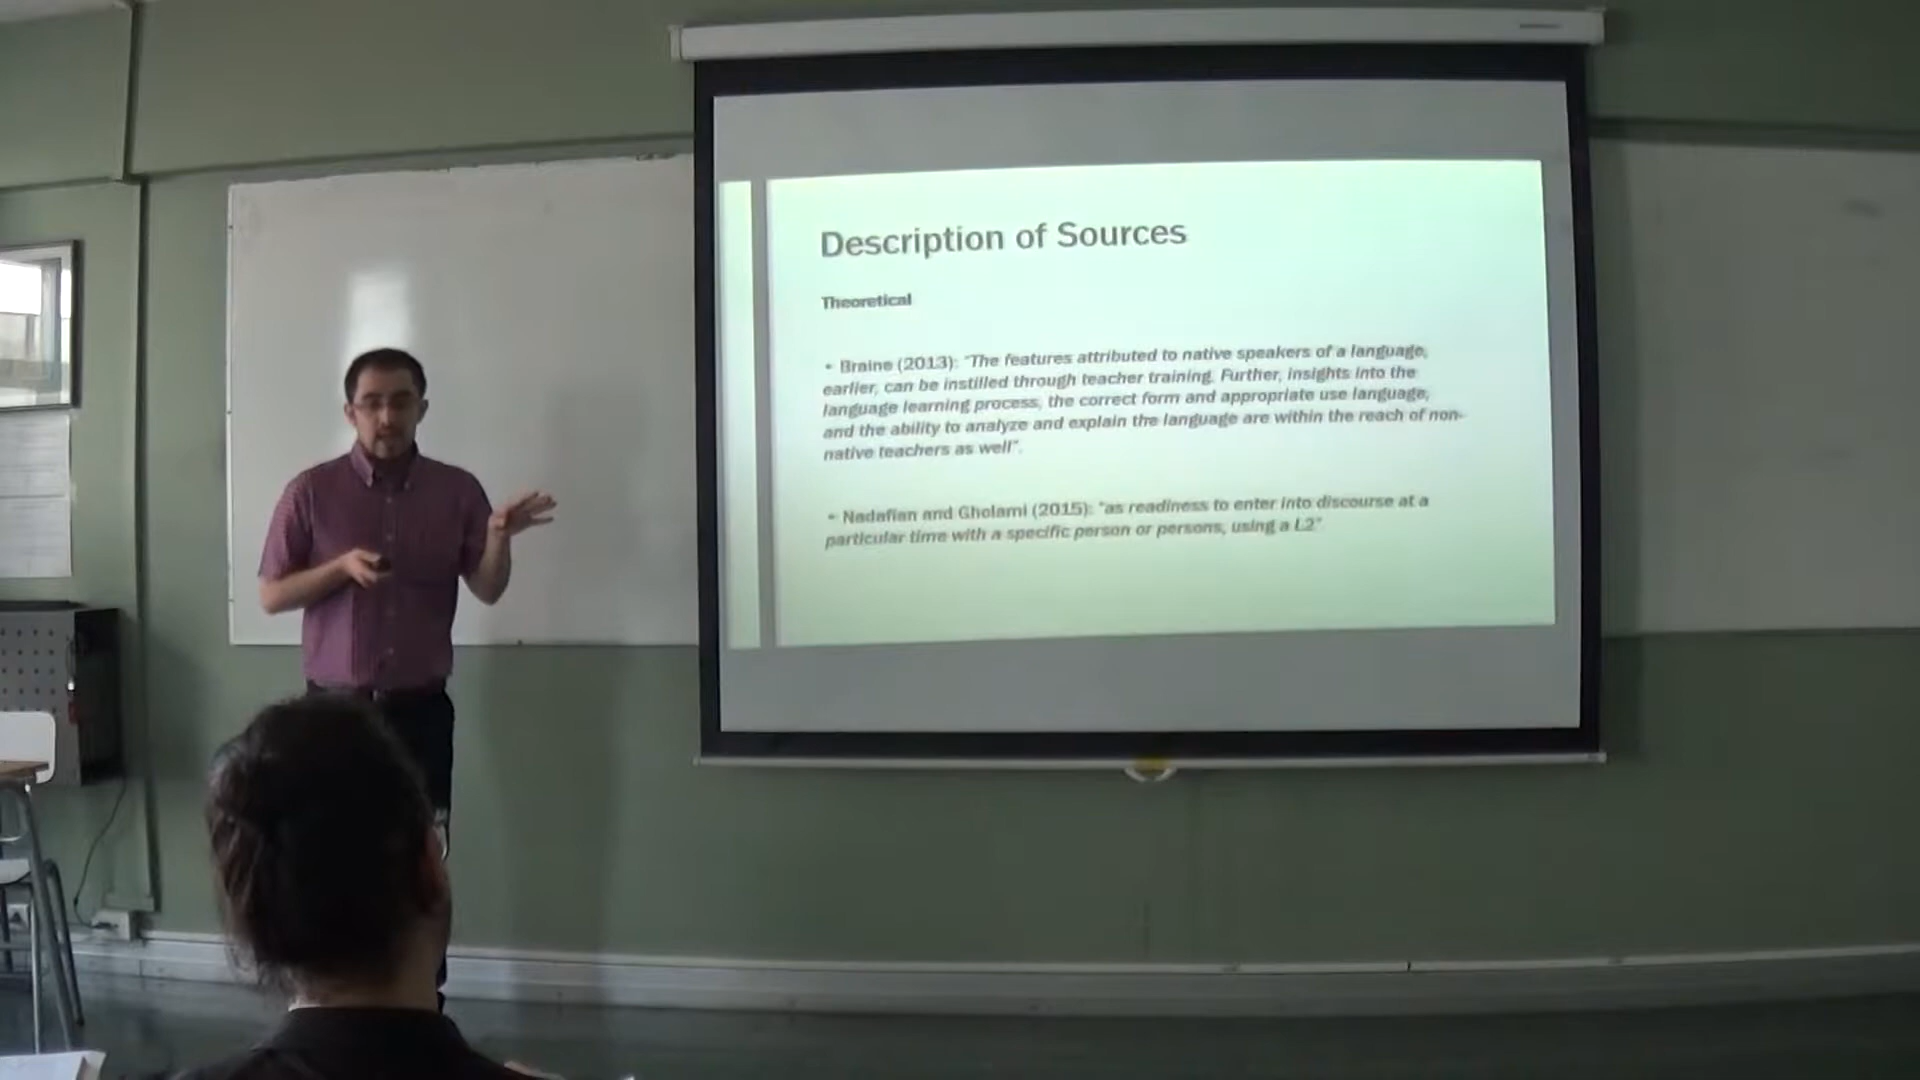 Description of Sources
Theoretical
• Braine (2013): "The features attributed to native speakers of a language,
earlier, can be instilled through teacher training. Further, insights into the
language learning process, the correct form and appropriate use language,
and the ability to analyze and explain the language are within the reach of non-
native teachers as well".
• Nadafian and Gholami (2015): "as readiness to enter into discourse at a
particular time with a specific person or persons, using a L2"